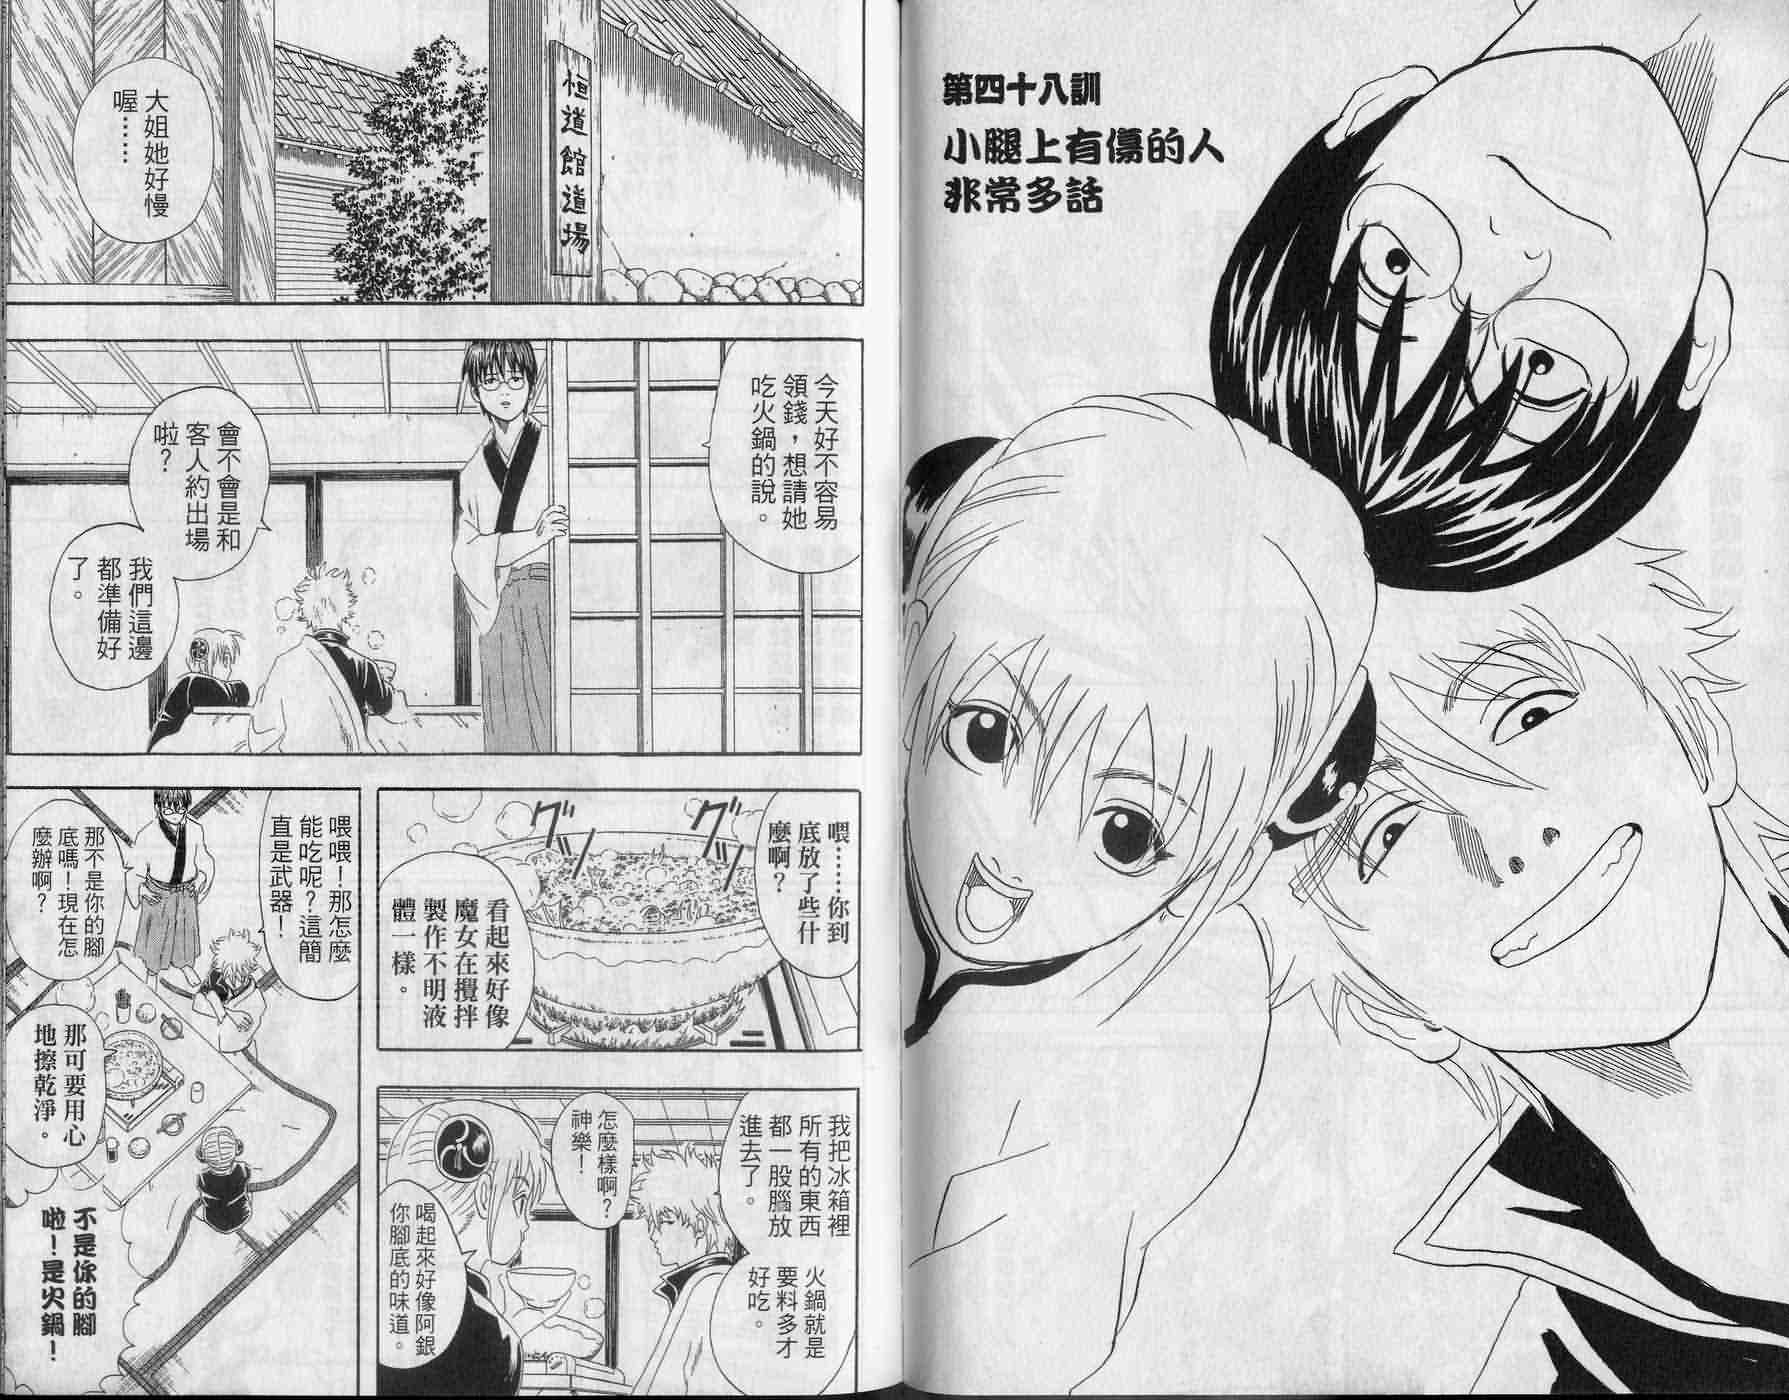 第四十八訓
小腿上有傷的人
非常多話
恒道館道場
大姐她好慢
喔……
今天好不容易
領錢，想請她
吃火鍋的說。
會不會是和
客人約出場
啦？
我們這邊
都準備好
了。
喂……你到
底放了些什
麼啊？
グ
グ
看起來好像
魔女在攪拌
製作不明液
體一樣。
我把冰箱裡
所有的東西
都一股腦放
進去了。
火鍋就是
要料多才
好吃。
怎麼樣啊？
神樂！
喝起來好像阿銀
你腳底的味道。
喂喂！那怎麼
能吃呢？這簡
直是武器！
那不是你的腳
底嗎！現在怎
麼辦啊？
那可要用心
地擦乾淨。
不是你的腳
啦！是火鍋！